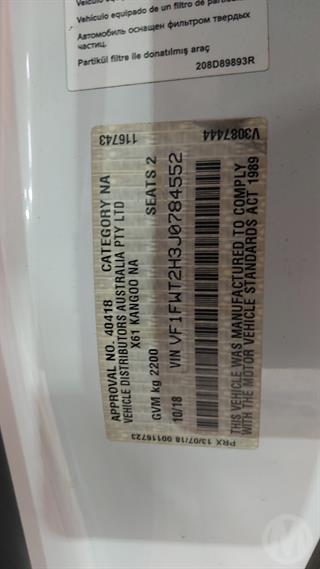 Vehículo equipado de un filtro de
Автомобиль оснащен фильтром твердых
частиц.
Partikül filtre ile donatılmış araç
208D89893R
116743
V3087444
APPROVAL NO. 40418 CATEGORY NA
VEHICLE DISTRIBUTORS AUSTRALIA PTY LTD
X61 KANGOO NA
GVM kg 2200 SEATS 2
VIN VF1FWT2H3J0784552
10/18
THIS VEHICLE WAS MANUFACTURED TO COMPLY
WITH THE MOTOR VEHICLE STANDARDS ACT 1989
PRX 13/07/18 00116723